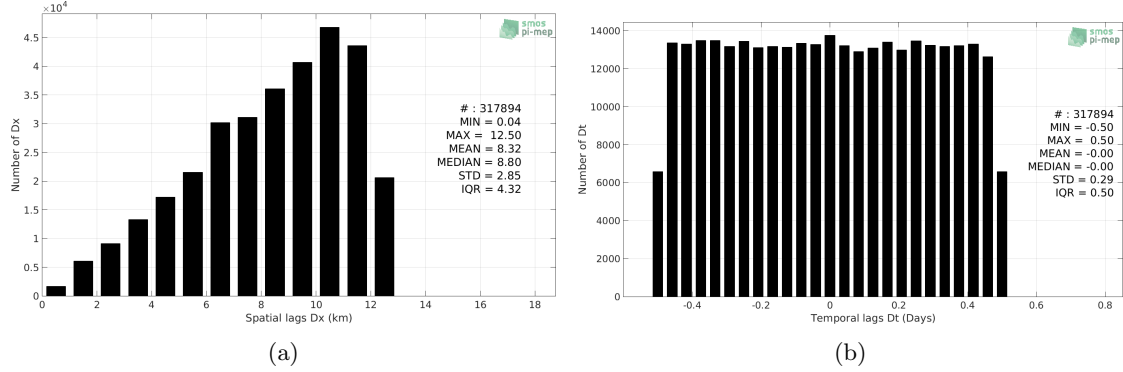 ×10⁴
4.5
4
3.5
3
2.5
2
1.5
1
0.5
0
Number of Dx
0 2 4 6 8 10 12 14 16 18
Spatial lags Dx (km)
smos
pi-mep
# : 317894
MIN = 0.04
MAX = 12.50
MEAN = 8.32
MEDIAN = 8.80
STD = 2.85
IQR = 4.32
(a)
14000
12000
10000
8000
6000
4000
2000
0
Number of Dt
-0.4 -0.2 0 0.2 0.4 0.6 0.8
Temporal lags Dt (Days)
smos
pi-mep
# : 317894
MIN = -0.50
MAX = 0.50
MEAN = -0.00
MEDIAN = -0.00
STD = 0.29
IQR = 0.50
(b)